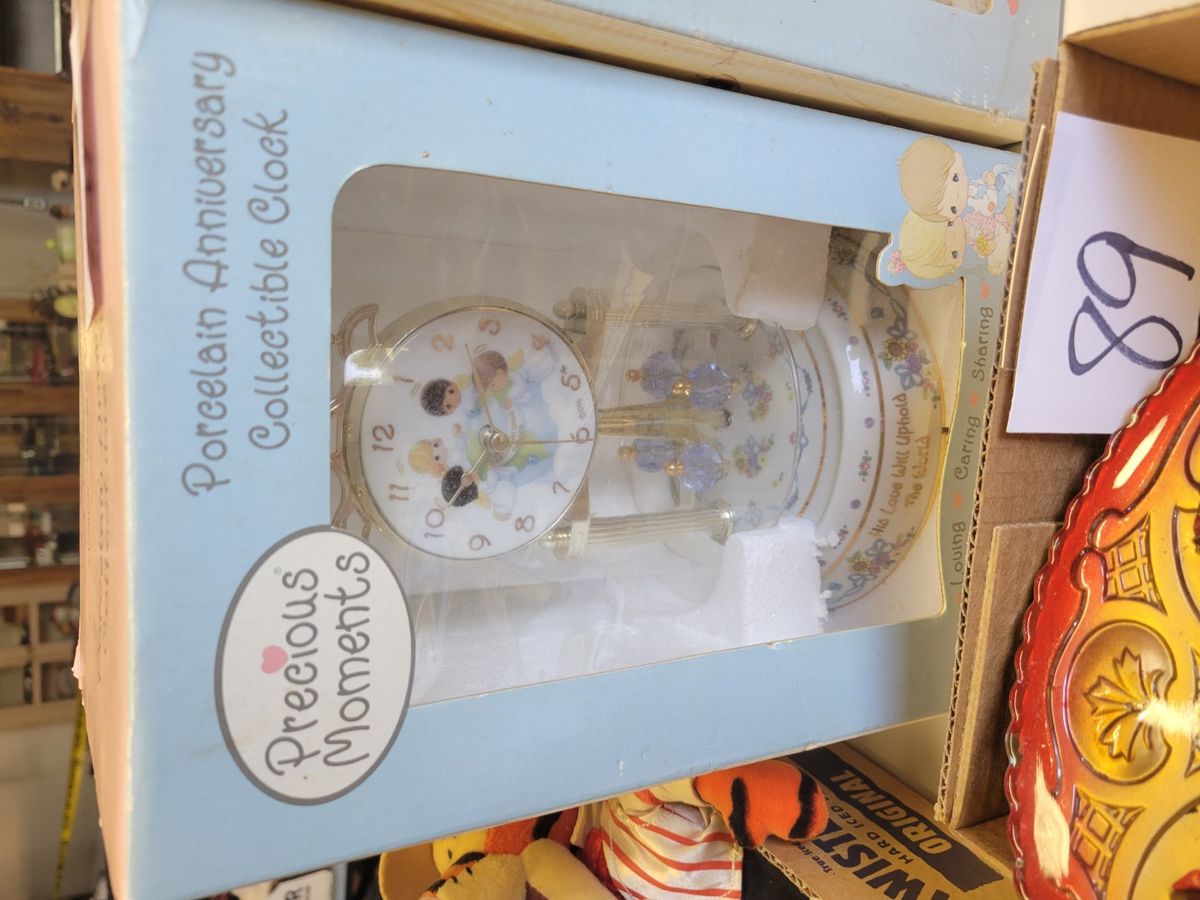 Porcelain Anniversary
Collectible Clock
Precious®
Moments
12
1
2
3
4
5
6
7
8
9
10
11
His Love Will Uphold
The World
Loving ♥ Caring ♥ Sharing ♥
89
TWIST
HARD ICED
ORIGINAL